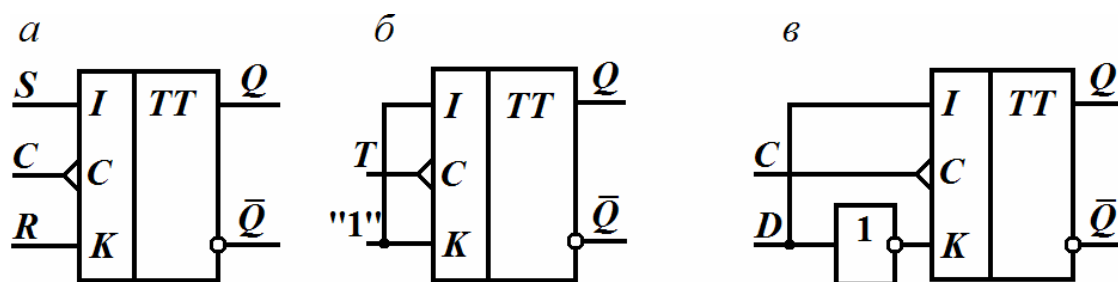 а б в
S I TT Q
C C
R K Q̅
I TT Q
T C
"1" K Q̅
I TT Q
C C
D 1 K Q̅